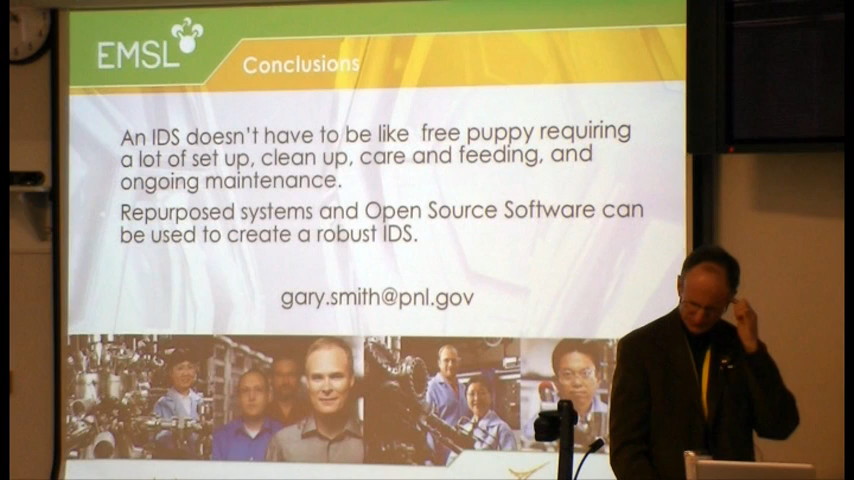 EMSL
Conclusions
An IDS doesn't have to be like free puppy requiring
a lot of set up, clean up, care and feeding, and
ongoing maintenance.
Repurposed systems and Open Source Software can
be used to create a robust IDS.
gary.smith@pnl.gov